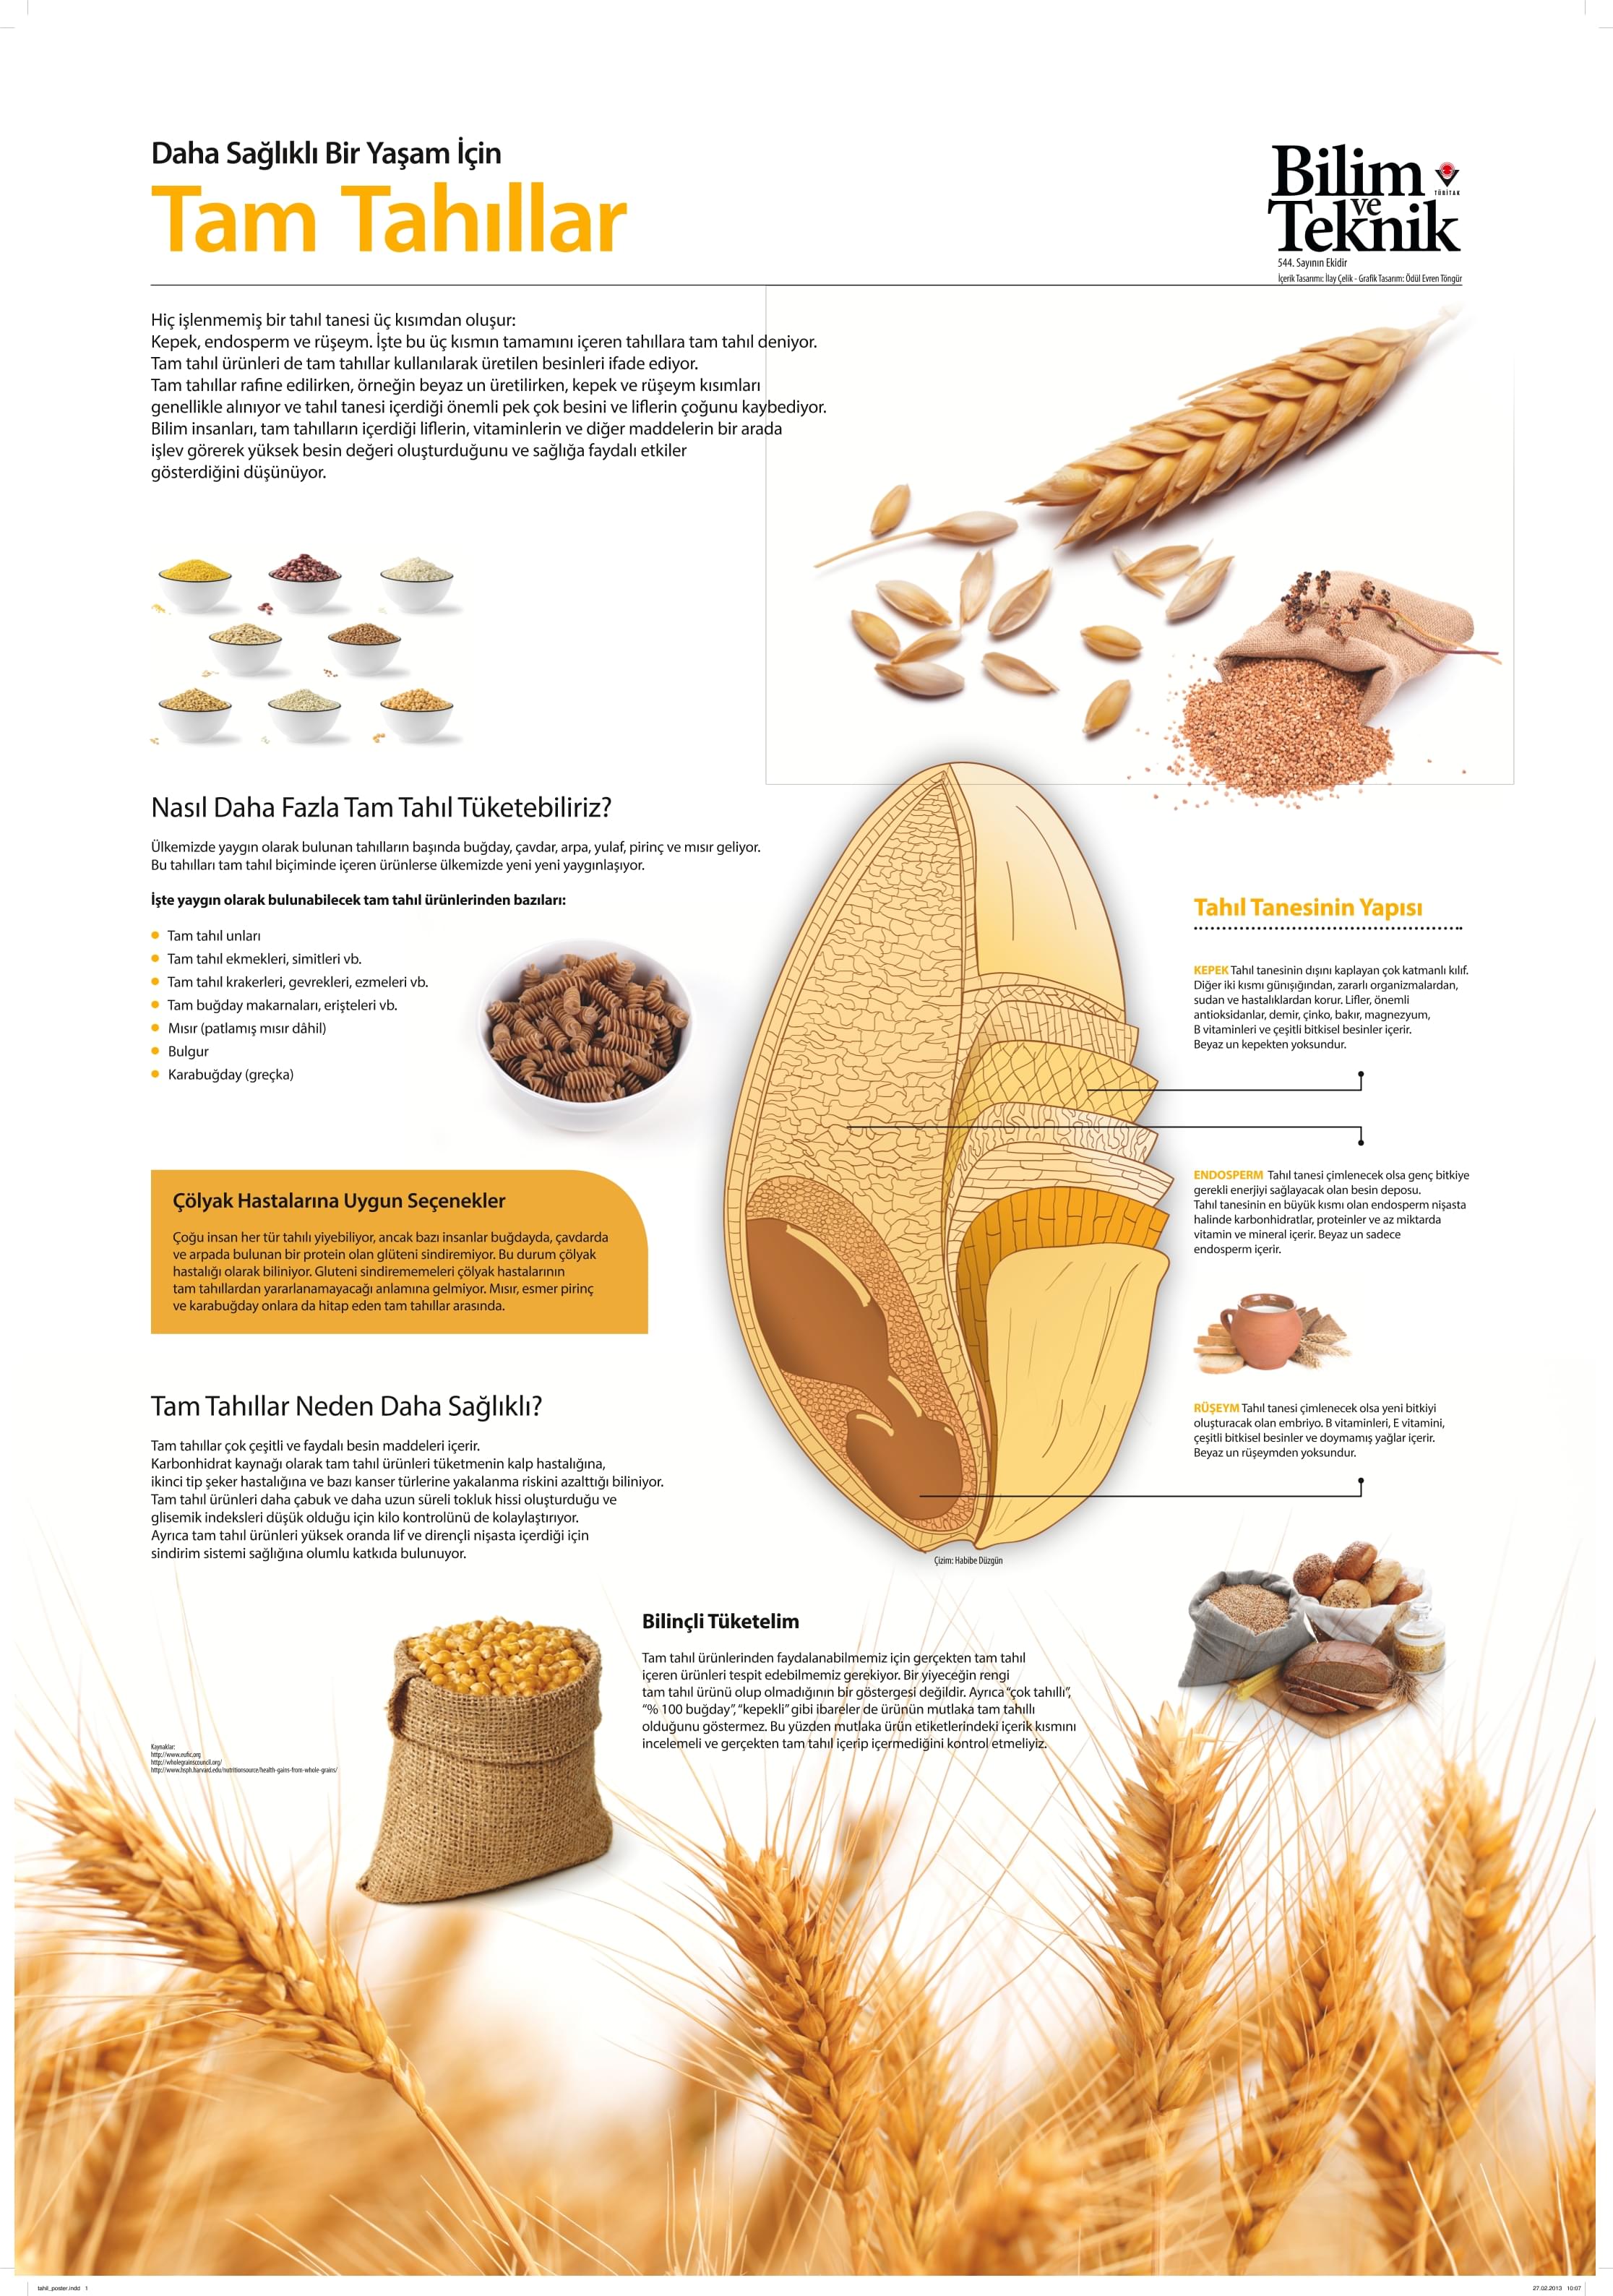 Daha Sağlıklı Bir Yaşam İçin
Tam Tahıllar
Bilim
ve
Teknik
TÜBİTAK
544. Sayının Ekidir
İçerik Tasarımı: İlay Çelik - Grafik Tasarım: Ödül Evren Töngür
Hiç işlenmemiş bir tahıl tanesi üç kısımdan oluşur:
Kepek, endosperm ve rüşeym. İşte bu üç kısmın tamamını içeren tahıllara tam tahıl deniyor.
Tam tahıl ürünleri de tam tahıllar kullanılarak üretilen besinleri ifade ediyor.
Tam tahıllar rafine edilirken, örneğin beyaz un üretilirken, kepek ve rüşeym kısımları
genellikle alınıyor ve tahıl tanesi içerdiği önemli pek çok besini ve liflerin çoğunu kaybediyor.
Bilim insanları, tam tahılların içerdiği liflerin, vitaminlerin ve diğer maddelerin bir arada
işlev görerek yüksek besin değeri oluşturduğunu ve sağlığa faydalı etkiler
gösterdiğini düşünüyor.
Nasıl Daha Fazla Tam Tahıl Tüketebiliriz?
Ülkemizde yaygın olarak bulunan tahılların başında buğday, çavdar, arpa, yulaf, pirinç ve mısır geliyor.
Bu tahılları tam tahıl biçiminde içeren ürünlerse ülkemizde yeni yeni yaygınlaşıyor.
İşte yaygın olarak bulunabilecek tam tahıl ürünlerinden bazıları:
Tam tahıl unları
Tam tahıl ekmekleri, simitleri vb.
Tam tahıl krakerleri, gevrekleri, ezmeleri vb.
Tam buğday makarnaları, erişteleri vb.
Mısır (patlamış mısır dâhil)
Bulgur
Karabuğday (greçka)
Tahıl Tanesinin Yapısı
KEPEK Tahıl tanesinin dışını kaplayan çok katmanlı kılıf.
Diğer iki kısmı günışığından, zararlı organizmalardan,
sudan ve hastalıklardan korur. Lifler, önemli
antioksidanlar, demir, çinko, bakır, magnezyum,
B vitaminleri ve çeşitli bitkisel besinler içerir.
Beyaz un kepekten yoksundur.
ENDOSPERM Tahıl tanesi çimlenecek olsa genç bitkiye
gerekli enerjiyi sağlayacak olan besin deposu.
Tahıl tanesinin en büyük kısmı olan endosperm nişasta
halinde karbonhidratlar, proteinler ve az miktarda
vitamin ve mineral içerir. Beyaz un sadece
endosperm içerir.
RÜŞEYM Tahıl tanesi çimlenecek olsa yeni bitkiyi
oluşturacak olan embriyo. B vitaminleri, E vitamini,
çeşitli bitkisel besinler ve doymamış yağlar içerir.
Beyaz un rüşeymden yoksundur.
Çölyak Hastalarına Uygun Seçenekler
Çoğu insan her tür tahılı yiyebiliyor, ancak bazı insanlar buğdayda, çavdarda
ve arpada bulunan bir protein olan glüteni sindiremiyor. Bu durum çölyak
hastalığı olarak biliniyor. Gluteni sindirememeleri çölyak hastalarının
tam tahıllardan yararlanamayacağı anlamına gelmiyor. Mısır, esmer pirinç
ve karabuğday onlara da hitap eden tam tahıllar arasında.
Tam Tahıllar Neden Daha Sağlıklı?
Tam tahıllar çok çeşitli ve faydalı besin maddeleri içerir.
Karbonhidrat kaynağı olarak tam tahıl ürünleri tüketmenin kalp hastalığına,
ikinci tip şeker hastalığına ve bazı kanser türlerine yakalanma riskini azalttığı biliniyor.
Tam tahıl ürünleri daha çabuk ve daha uzun süreli tokluk hissi oluşturduğu ve
glisemik indeksleri düşük olduğu için kilo kontrolünü de kolaylaştırıyor.
Ayrıca tam tahıl ürünleri yüksek oranda lif ve dirençli nişasta içerdiği için
sindirim sistemi sağlığına olumlu katkıda bulunuyor.
Çizim: Habibe Düzgün
Bilinçli Tüketelim
Tam tahıl ürünlerinden faydalanabilmemiz için gerçekten tam tahıl
içeren ürünleri tespit edebilmemiz gerekiyor. Bir yiyeceğin rengi
tam tahıl ürünü olup olmadığının bir göstergesi değildir. Ayrıca “çok tahıllı”,
“% 100 buğday”, “kepekli” gibi ibareler de ürünün mutlaka tam tahıllı
olduğunu göstermez. Bu yüzden mutlaka ürün etiketlerindeki içerik kısmını
incelemeli ve gerçekten tam tahıl içerip içermediğini kontrol etmeliyiz.
Kaynaklar:
http://www.eufic.org
http://wholegrainscouncil.org/
http://www.hsph.harvard.edu/nutritionsource/health-gains-from-whole-grains/
tahil_poster.indd 1
27.02.2013 10:07